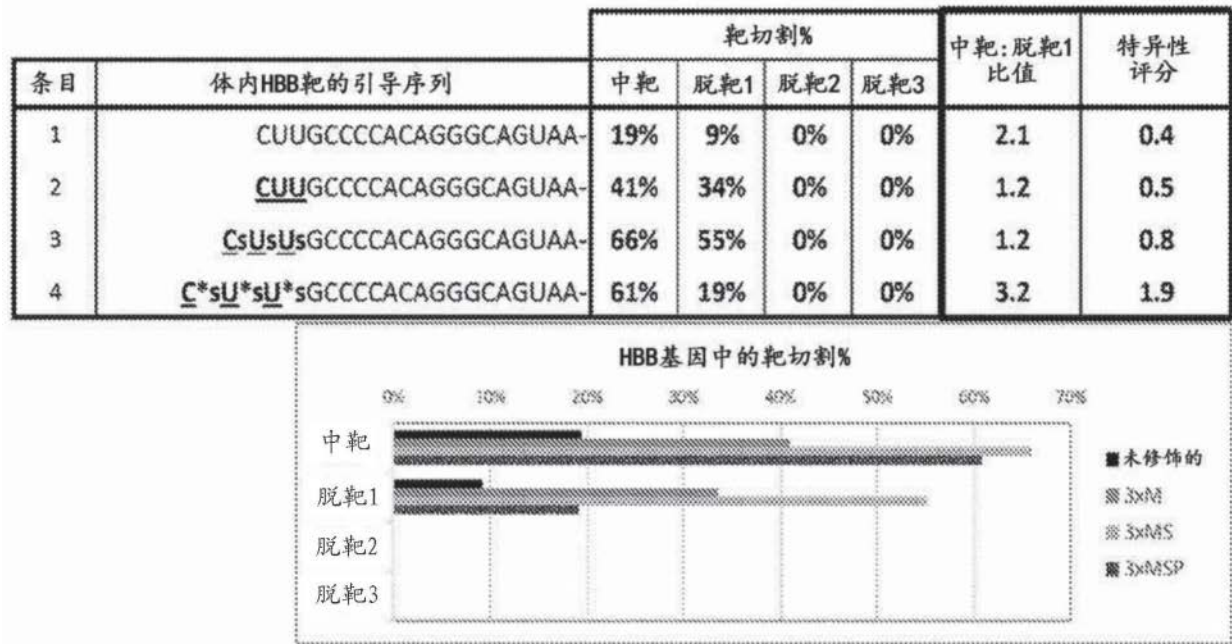 靶切割%
中靶:脱靶1 比值
特异性 评分
条目 体内HBB靶的引导序列 中靶 脱靶1 脱靶2 脱靶3
1 CUUGCCCCACAGGGCAGUAA- 19% 9% 0% 0% 2.1 0.4
2 CUUGCCCCACAGGGCAGUAA- 41% 34% 0% 0% 1.2 0.5
3 CsUsUsGCCCCACAGGGCAGUAA- 66% 55% 0% 0% 1.2 0.8
4 C*sU*sU*sGCCCCACAGGGCAGUAA- 61% 19% 0% 0% 3.2 1.9
HBB基因中的靶切割%
0% 10% 20% 30% 40% 50% 60% 70%
中靶
脱靶1
脱靶2
脱靶3
未修饰的
3xM
3xMS
3xMSP